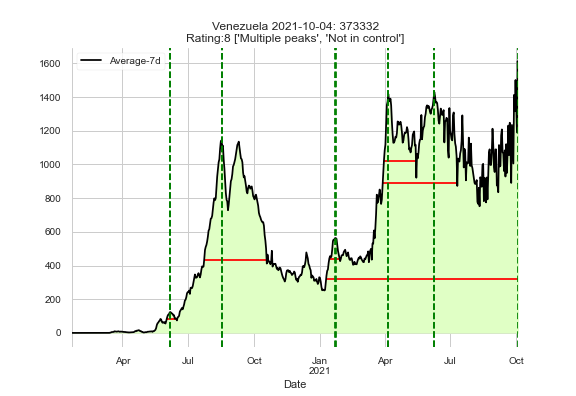 Venezuela 2021-10-04: 373332
Rating:8 ['Multiple peaks', 'Not in control']
Average-7d
1600
1400
1200
1000
800
600
400
200
0
Apr Jul Oct Jan Apr Jul Oct
2021
Date